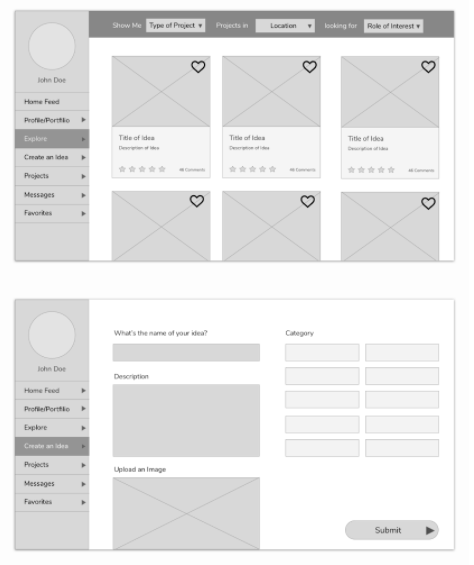 Show Me Type of Project Projects in Location looking for Role of Interest
John Doe
Home Feed
Profile/Portfilio
Explore
Create an Idea
Projects
Messages
Favorites
Title of Idea
Description of Idea
48 Comments
Title of Idea
Description of Idea
48 Comments
Title of Idea
Description of Idea
48 Comments
John Doe
Home Feed
Profile/Portfilio
Explore
Create an Idea
Projects
Messages
Favorites
What's the name of your idea?
Description
Upload an Image
Category
Submit